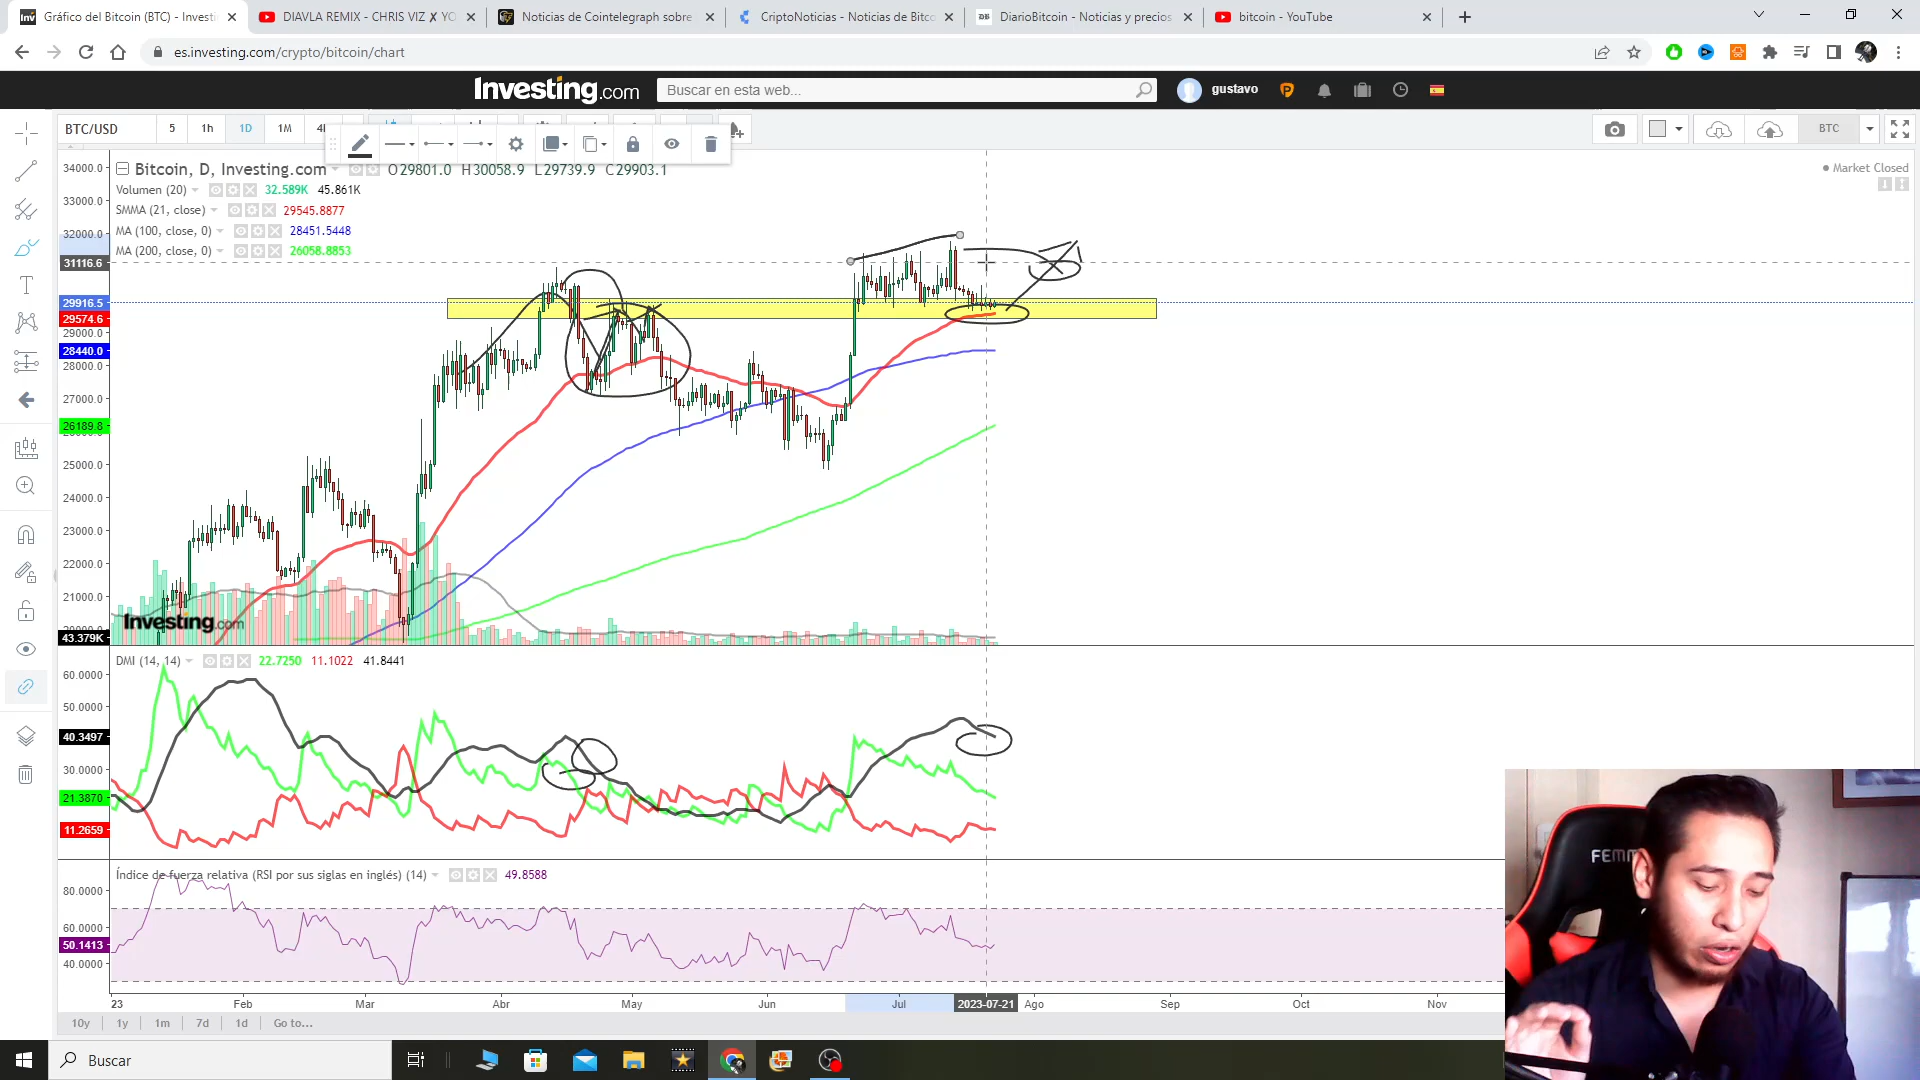 Gráfico del Bitcoin (BTC) - Investi
DIAVLA REMIX - CHRIS VIZ ✗ YO
Noticias de Cointelegraph sobre
CriptoNoticias - Noticias de Bitco
DiarioBitcoin - Noticias y precios
bitcoin - YouTube
es.investing.com/crypto/bitcoin/chart
Investing.com
Buscar en esta web...
gustavo
BTC/USD 5 1h 1D 1M
BTC
Bitcoin, D, Investing.com O29801.0 H30058.9 L29739.9 C29903.1
Market Closed
Volumen (20) 32.589K 45.861K
SMMA (21, close) 29545.8877
MA (100, close, 0) 28451.5448
MA (200, close, 0) 26058.8853
34000.0
33000.0
32000.0
31116.6
29916.5
29574.6
29000.0
28440.0
28000.0
27000.0
26189.8
25000.0
24000.0
23000.0
22000.0
21000.0
43.379K
Investing.com
DMI (14, 14) 22.7250 11.1022 41.8441
60.0000
50.0000
40.3497
30.0000
21.3870
11.2659
Índice de fuerza relativa (RSI por sus siglas en inglés) (14) 49.8588
80.0000
60.0000
50.1413
40.0000
23 Feb Mar Abr May Jun Jul 2023-07-21 Ago Sep Oct Nov
10y 1y 1m 7d 1d Go to...
FEMM
Buscar